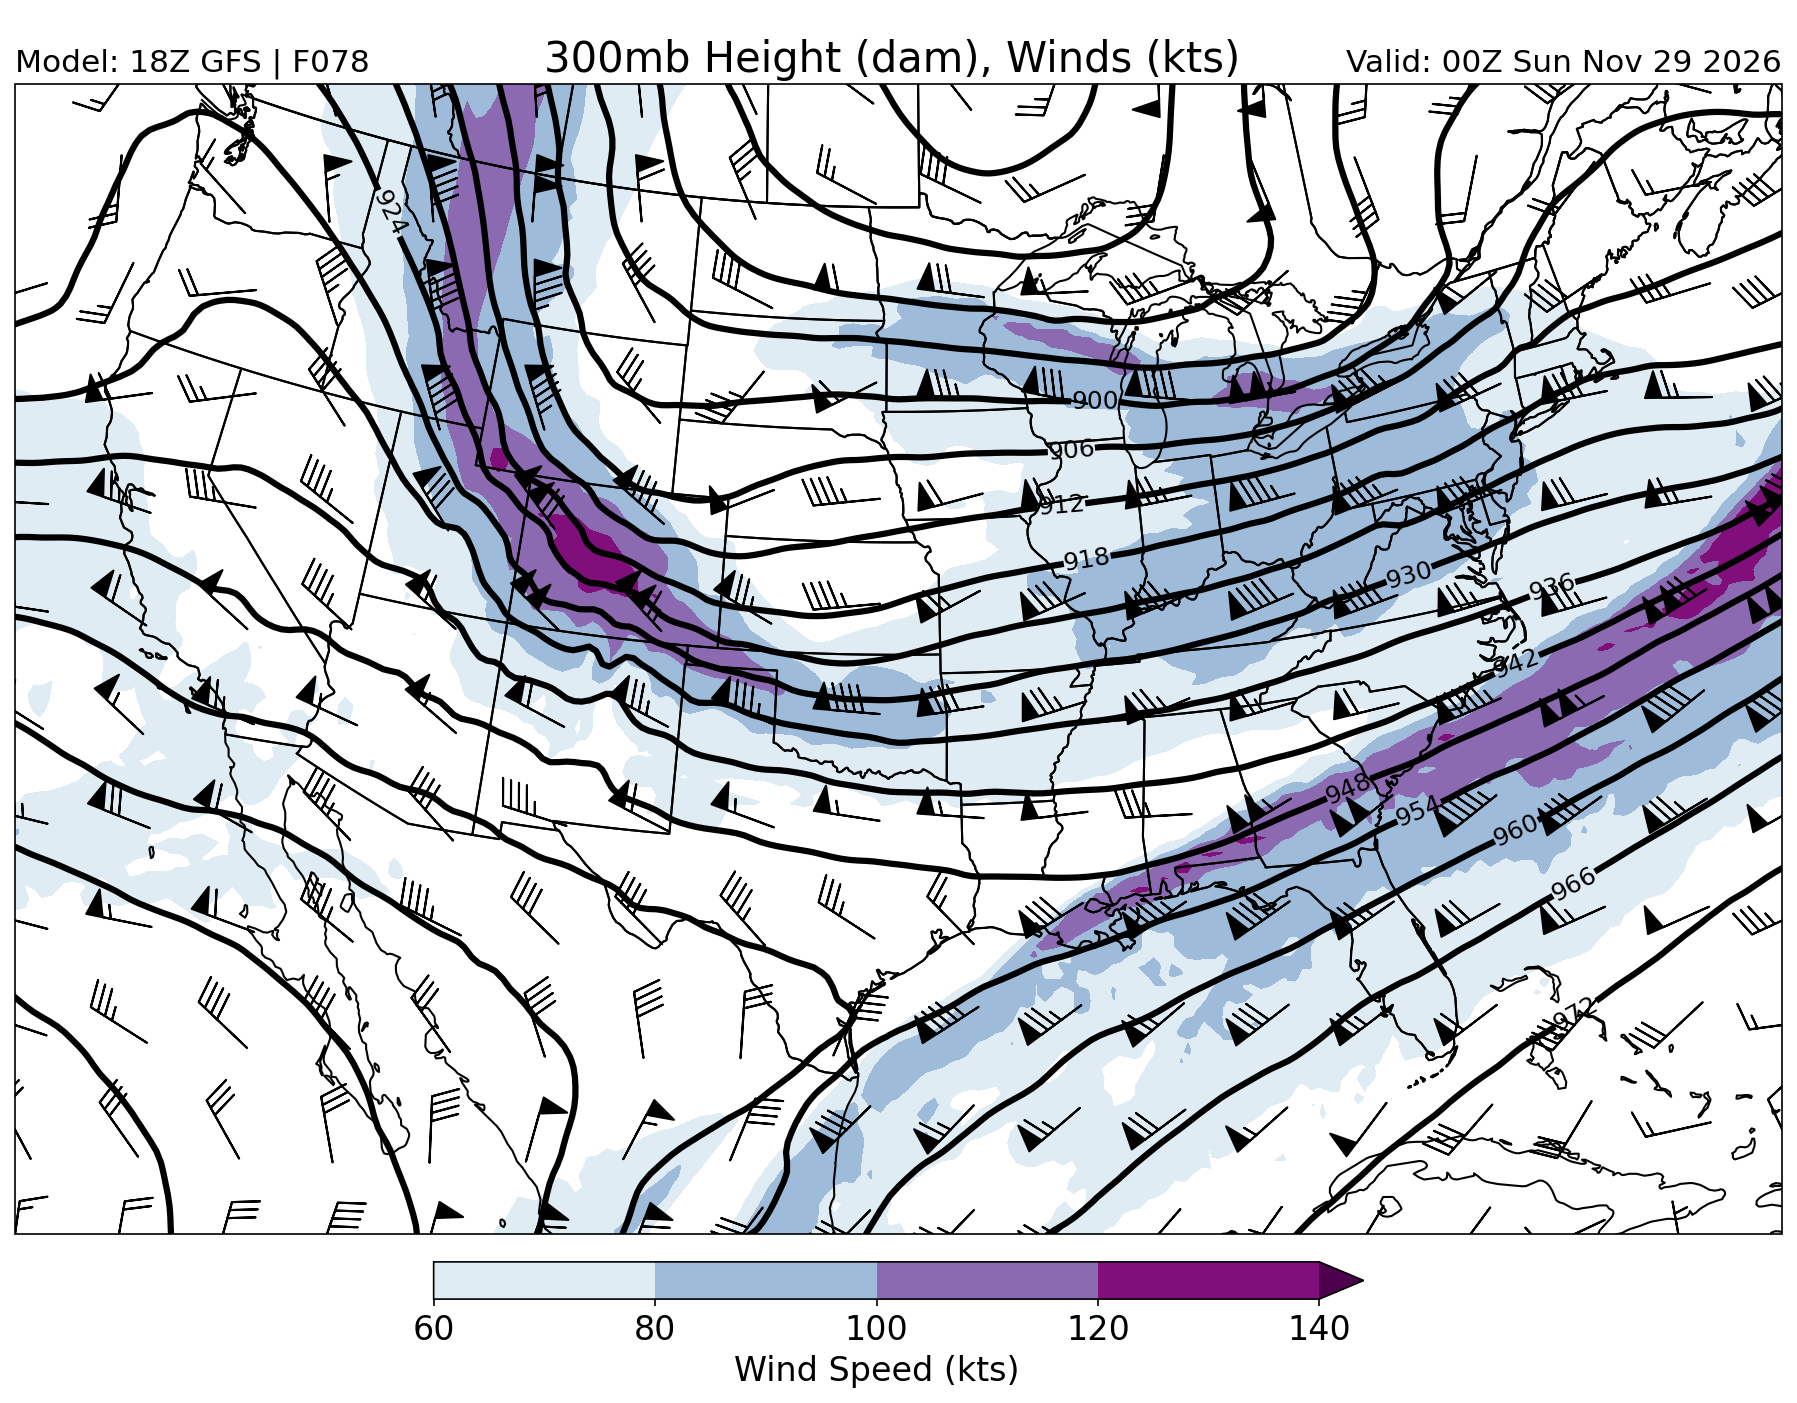 Model: 18Z GFS | F078
300mb Height (dam), Winds (kts)
Valid: 00Z Sun Nov 29 2026
924
900
906
912
918
930
936
942
948
954
960
966
972
60 80 100 120 140
Wind Speed (kts)